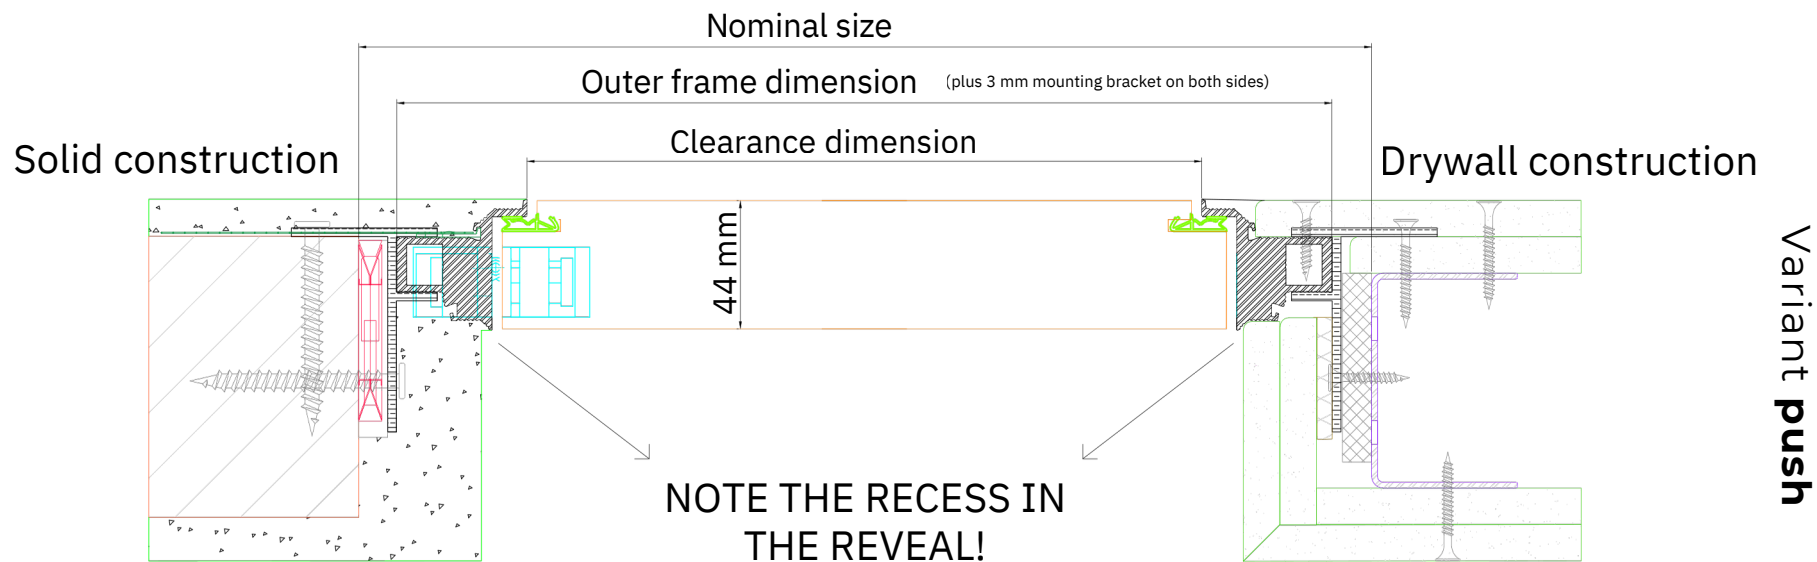 Nominal size
Outer frame dimension (plus 3 mm mounting bracket on both sides)
Clearance dimension
Solid construction
Drywall construction
44 mm
Variant push
NOTE THE RECESS IN
THE REVEAL!